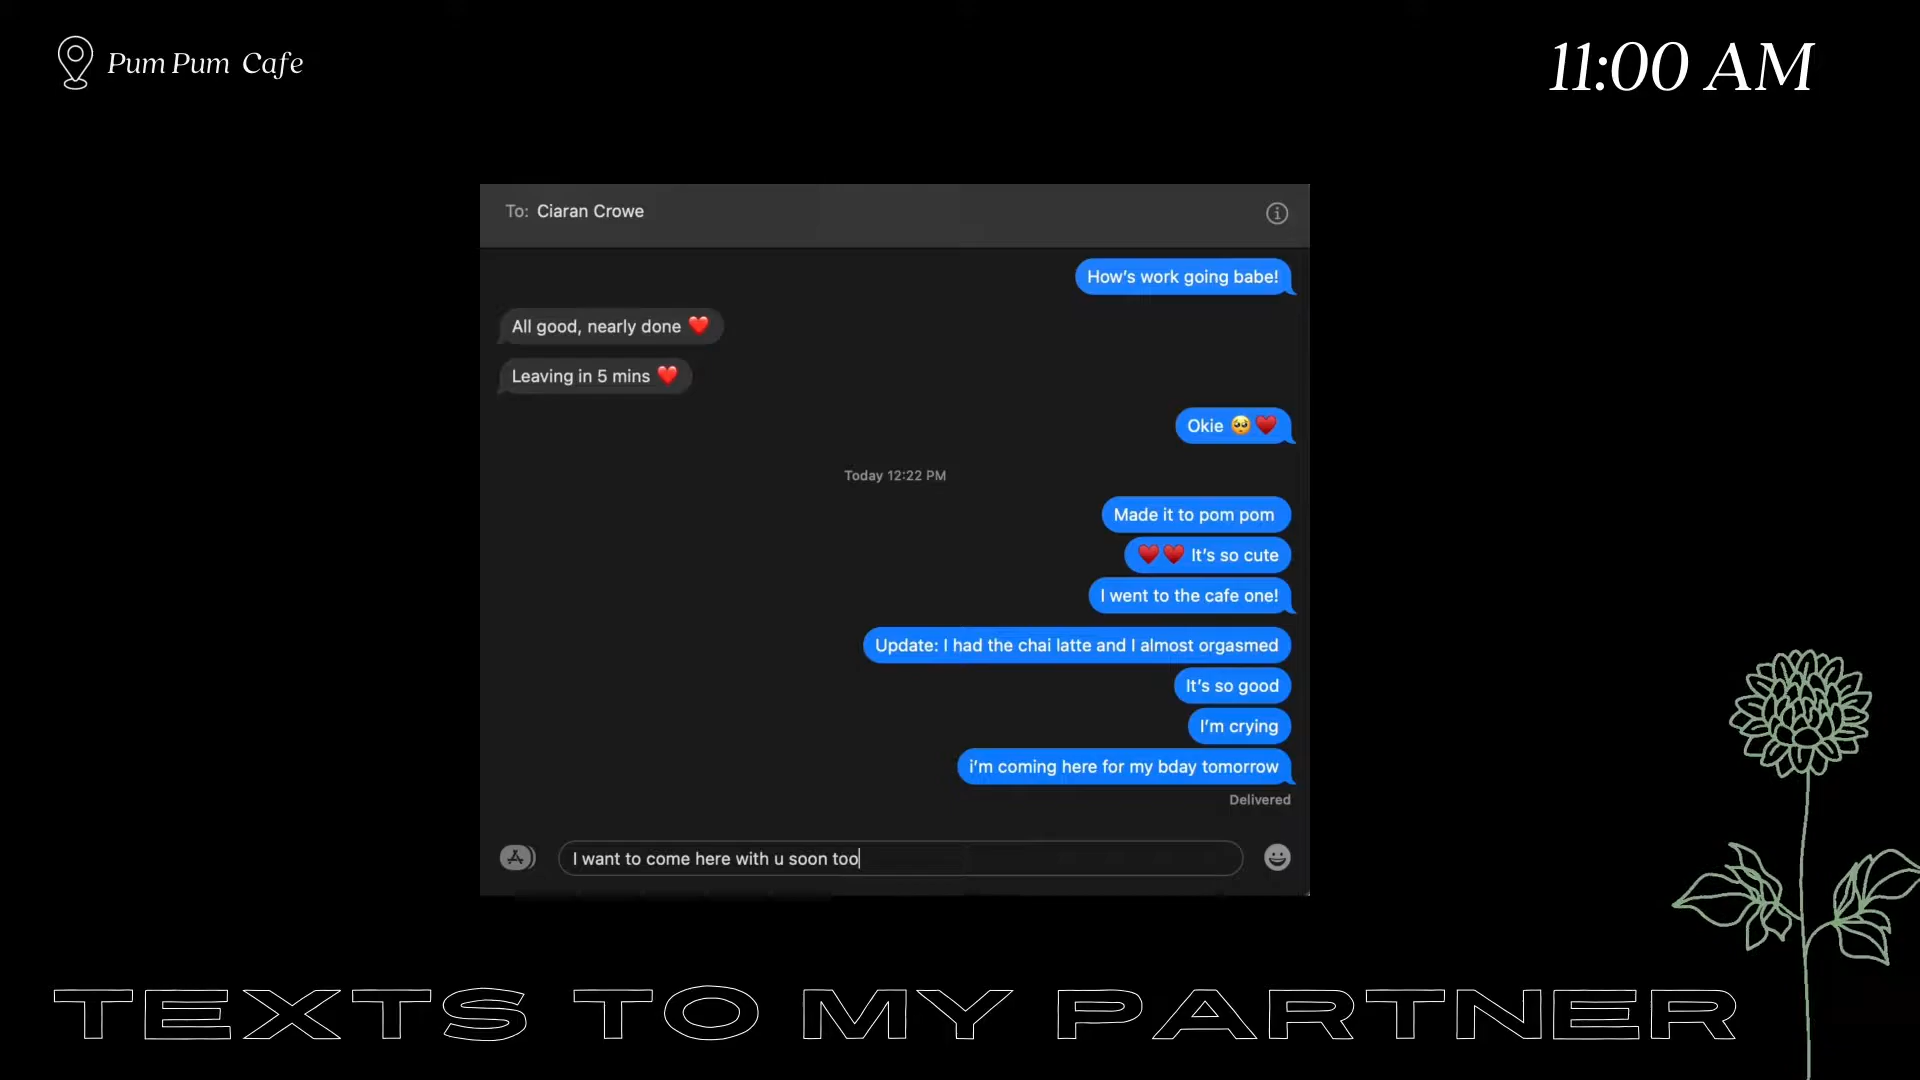 Pum Pum Cafe
11:00 AM
To: Ciaran Crowe
How’s work going babe!
All good, nearly done ❤️
Leaving in 5 mins ❤️
Okie 🥺♥️
Today 12:22 PM
Made it to pom pom
♥️♥️ It’s so cute
I went to the cafe one!
Update: I had the chai latte and I almost orgasmed
It’s so good
I’m crying
i’m coming here for my bday tomorrow
Delivered
I want to come here with u soon too
TEXTS TO MY PARTNER